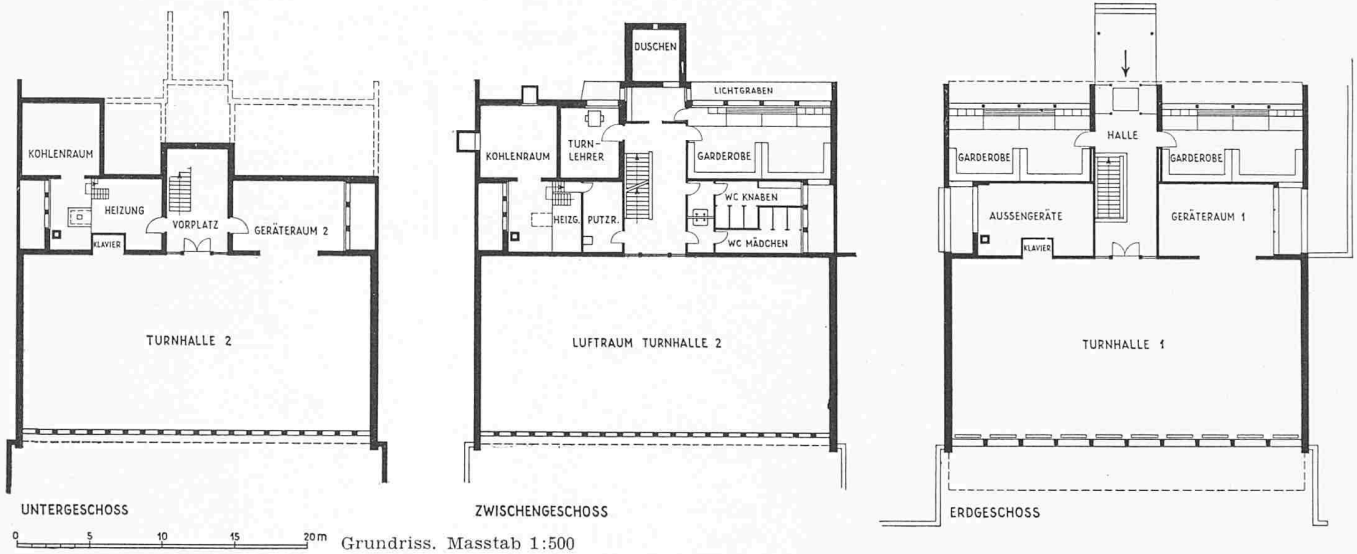 KOHLENRAUM
HEIZUNG
KLAVIER
VORPLATZ
GERÄTERAUM 2
TURNHALLE 2
UNTERGESCHOSS
DUSCHEN
LICHTGRABEN
KOHLENRAUM
TURN-
LEHRER
GARDEROBE
HEIZG.
PUTZR.
WC KNABEN
WC MÄDCHEN
LUFTRAUM TURNHALLE 2
ZWISCHENGESCHOSS
HALLE
GARDEROBE
GARDEROBE
AUSSENGERÄTE
KLAVIER
GERÄTERAUM 1
TURNHALLE 1
ERDGESCHOSS
0 5 10 15 20m
Grundriss. Masstab 1:500